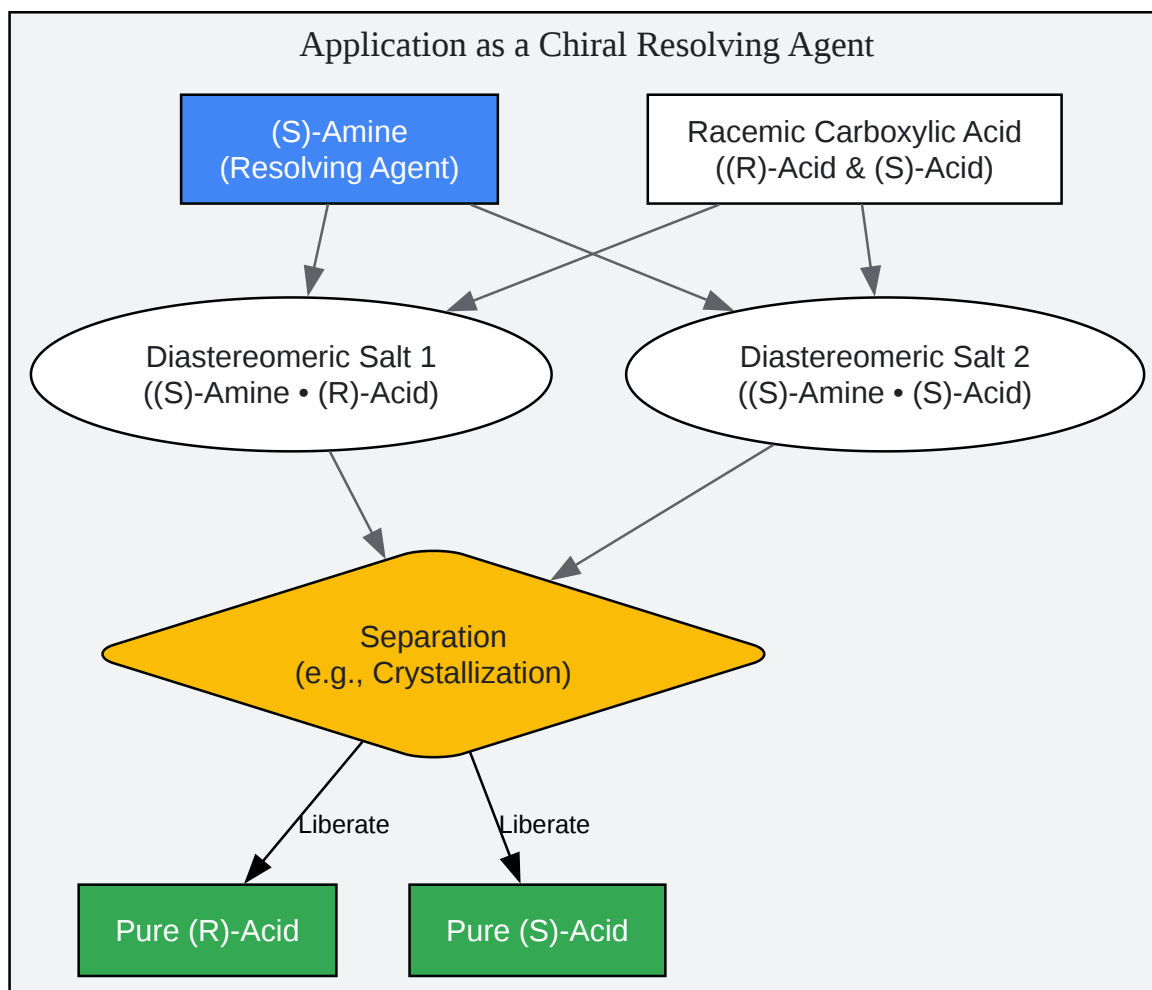 Application as a Chiral Resolving Agent
(S)-Amine
(Resolving Agent)
Racemic Carboxylic Acid
((R)-Acid & (S)-Acid)
Diastereomeric Salt 1
((S)-Amine • (R)-Acid)
Diastereomeric Salt 2
((S)-Amine • (S)-Acid)
Separation
(e.g., Crystallization)
Liberate
Liberate
Pure (R)-Acid
Pure (S)-Acid